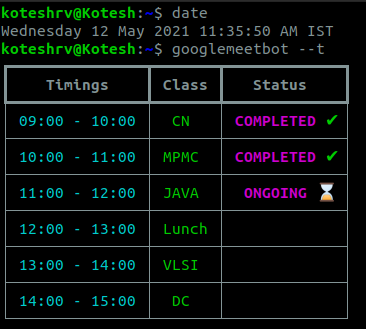 koteshrv@Kotesh:~$ date
Wednesday 12 May 2021 11:35:50 AM IST
koteshrv@Kotesh:~$ googlemeetbot --t
Timings Class Status
09:00 - 10:00 CN COMPLETED ✔
10:00 - 11:00 MPMC COMPLETED ✔
11:00 - 12:00 JAVA ONGOING ⌛
12:00 - 13:00 Lunch
13:00 - 14:00 VLSI
14:00 - 15:00 DC